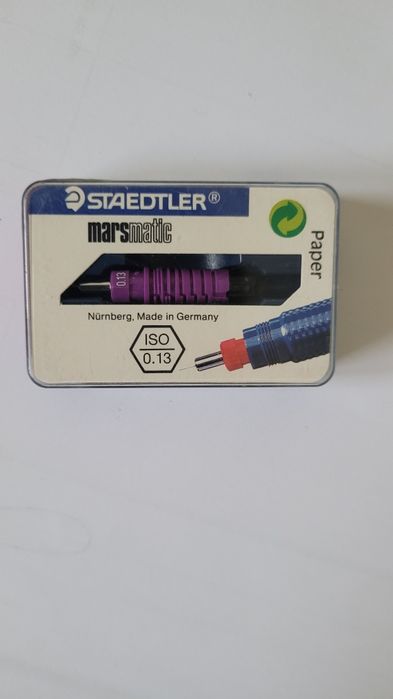 STAEDTLER®
marsmatic
Paper
0.13
Nürnberg, Made in Germany
ISO
0.13